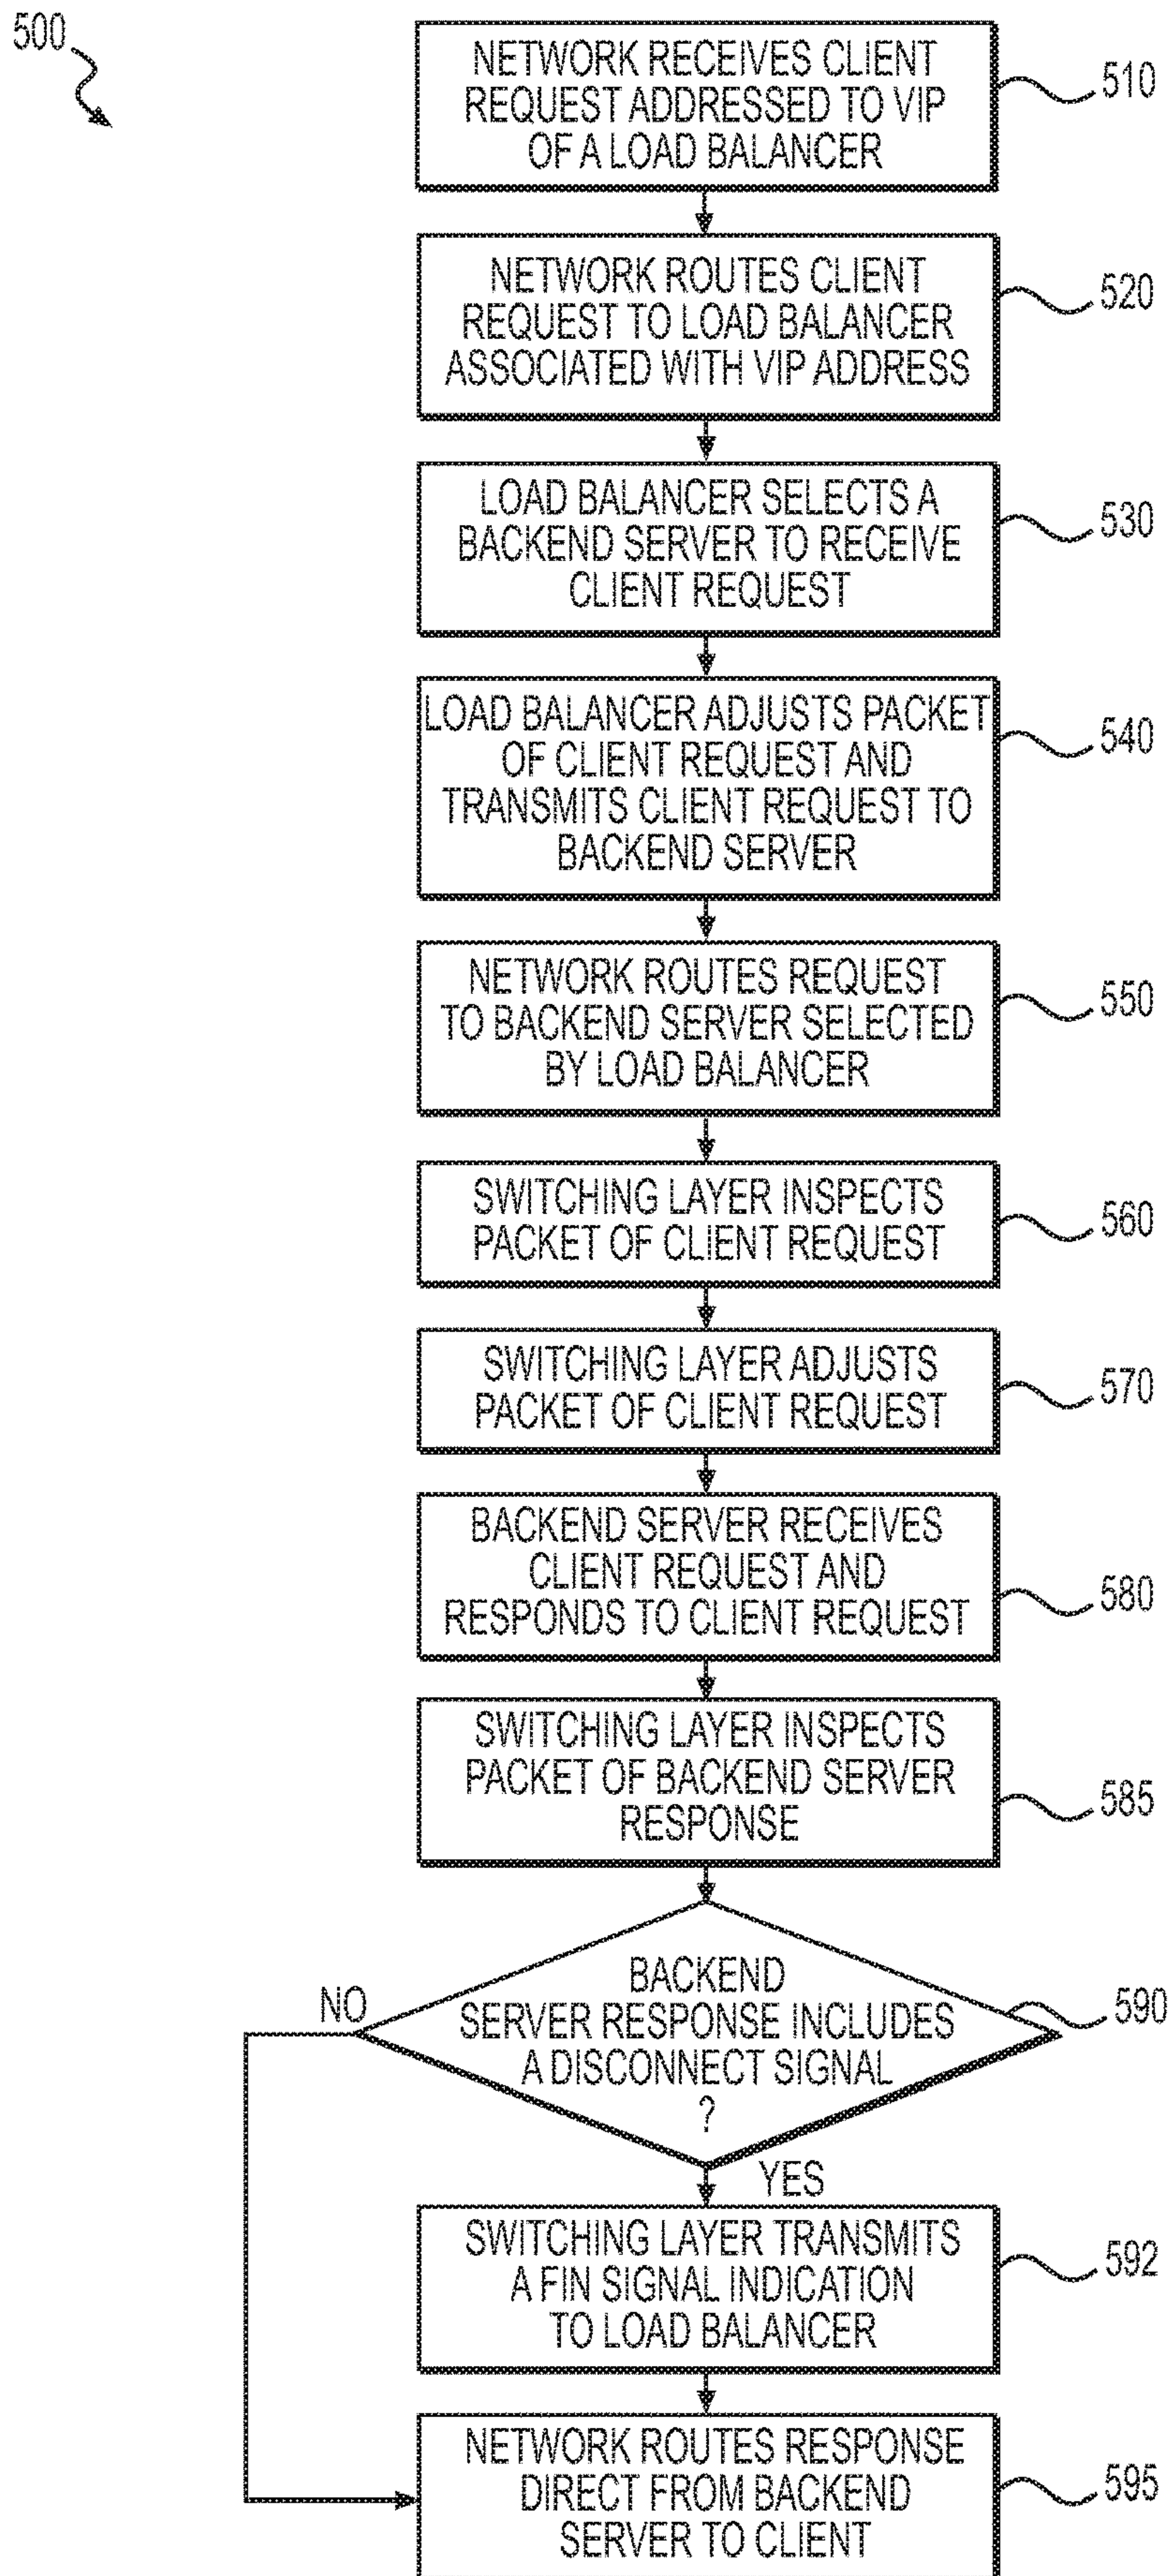 500
NETWORK RECEIVES CLIENT
REQUEST ADDRESSED TO VIP
OF A LOAD BALANCER
510
NETWORK ROUTES CLIENT
REQUEST TO LOAD BALANCER
ASSOCIATED WITH VIP ADDRESS
520
LOAD BALANCER SELECTS A
BACKEND SERVER TO RECEIVE
CLIENT REQUEST
530
LOAD BALANCER ADJUSTS PACKET
OF CLIENT REQUEST AND
TRANSMITS CLIENT REQUEST TO
BACKEND SERVER
540
NETWORK ROUTES REQUEST
TO BACKEND SERVER SELECTED
BY LOAD BALANCER
550
SWITCHING LAYER INSPECTS
PACKET OF CLIENT REQUEST
560
SWITCHING LAYER ADJUSTS
PACKET OF CLIENT REQUEST
570
BACKEND SERVER RECEIVES
CLIENT REQUEST AND
RESPONDS TO CLIENT REQUEST
580
SWITCHING LAYER INSPECTS
PACKET OF BACKEND SERVER
RESPONSE
585
BACKEND
SERVER RESPONSE INCLUDES
A DISCONNECT SIGNAL
?
590
NO
YES
SWITCHING LAYER TRANSMITS
A FIN SIGNAL INDICATION
TO LOAD BALANCER
592
NETWORK ROUTES RESPONSE
DIRECT FROM BACKEND
SERVER TO CLIENT
595